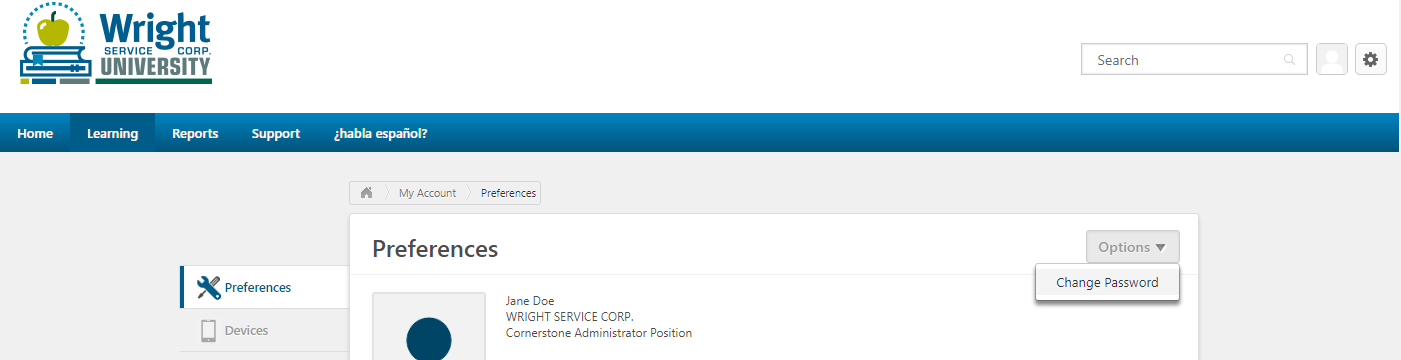 Wright
SERVICE CORP.
UNIVERSITY
Search
Home Learning Reports Support ¿habla español?
My Account Preferences
Preferences
Options
Change Password
Preferences
Devices
Jane Doe
WRIGHT SERVICE CORP.
Cornerstone Administrator Position